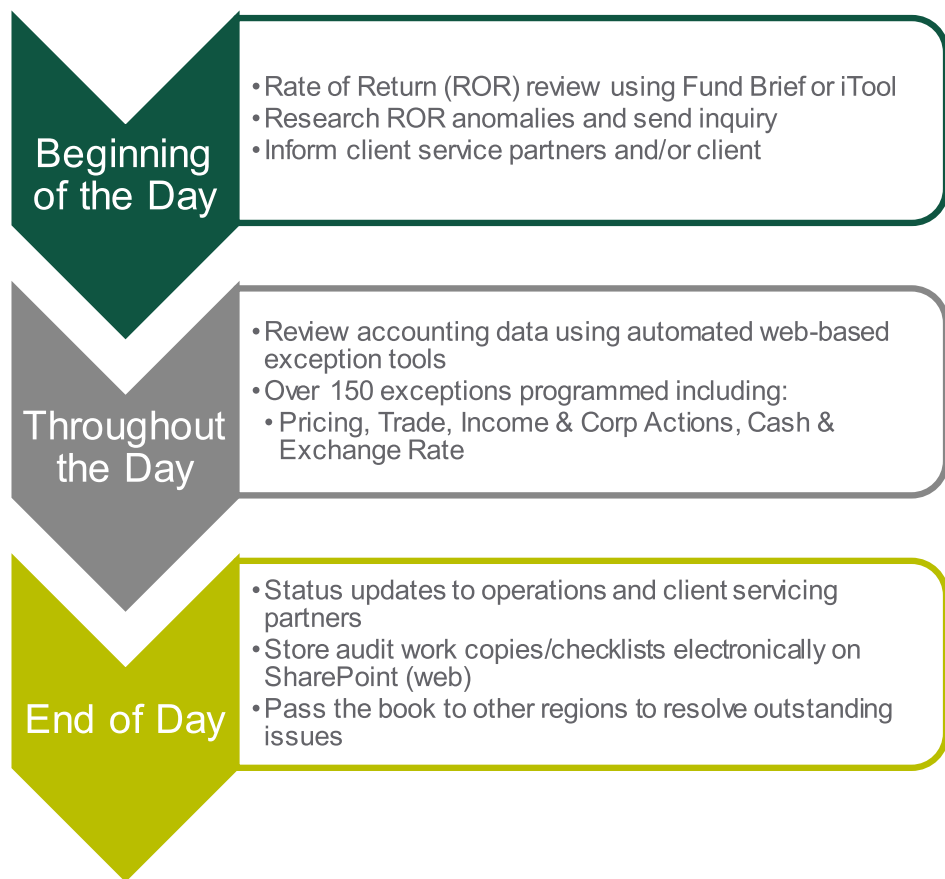 Beginning
of the Day
• Rate of Return (ROR) review using Fund Brief or iTool
• Research ROR anomalies and send inquiry
• Inform client service partners and/or client
Throughout
the Day
• Review accounting data using automated web-based
exception tools
• Over 150 exceptions programmed including:
• Pricing, Trade, Income & Corp Actions, Cash &
Exchange Rate
End of Day
• Status updates to operations and client servicing
partners
• Store audit work copies/checklists electronically on
SharePoint (web)
• Pass the book to other regions to resolve outstanding
issues